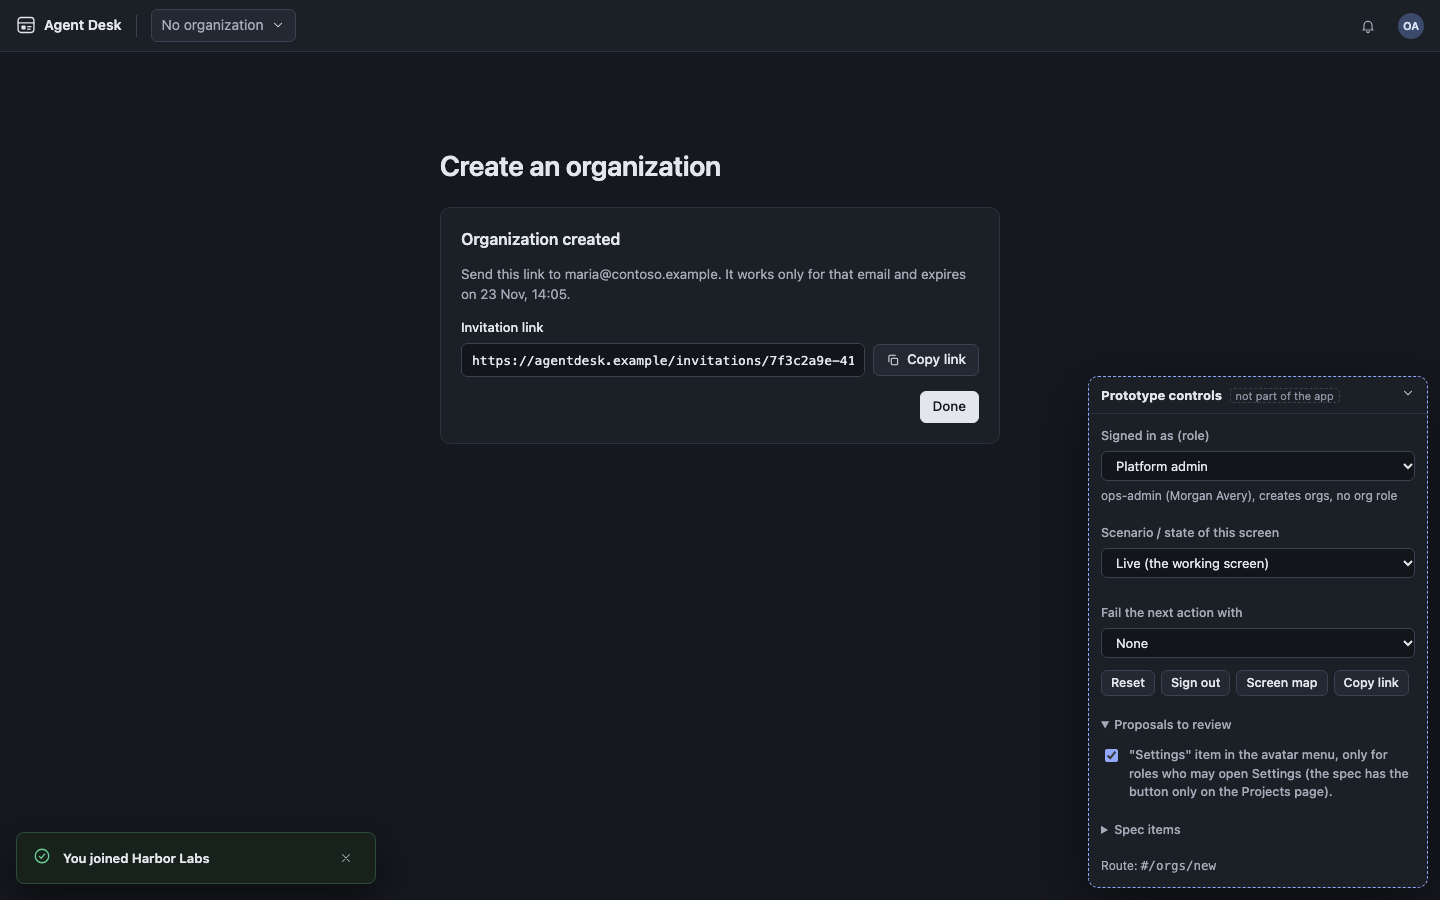 Agent Desk
No organization
OA
Create an organization
Organization created
Send this link to maria@contoso.example. It works only for that email and expires
on 23 Nov, 14:05.
Invitation link
https://agentdesk.example/invitations/7f3c2a9e-41
Copy link
Done
Prototype controls
not part of the app
Signed in as (role)
Platform admin
ops-admin (Morgan Avery), creates orgs, no org role
Scenario / state of this screen
Live (the working screen)
Fail the next action with
None
Reset
Sign out
Screen map
Copy link
Proposals to review
"Settings" item in the avatar menu, only for
roles who may open Settings (the spec has the
button only on the Projects page).
Spec items
Route: #/orgs/new
You joined Harbor Labs